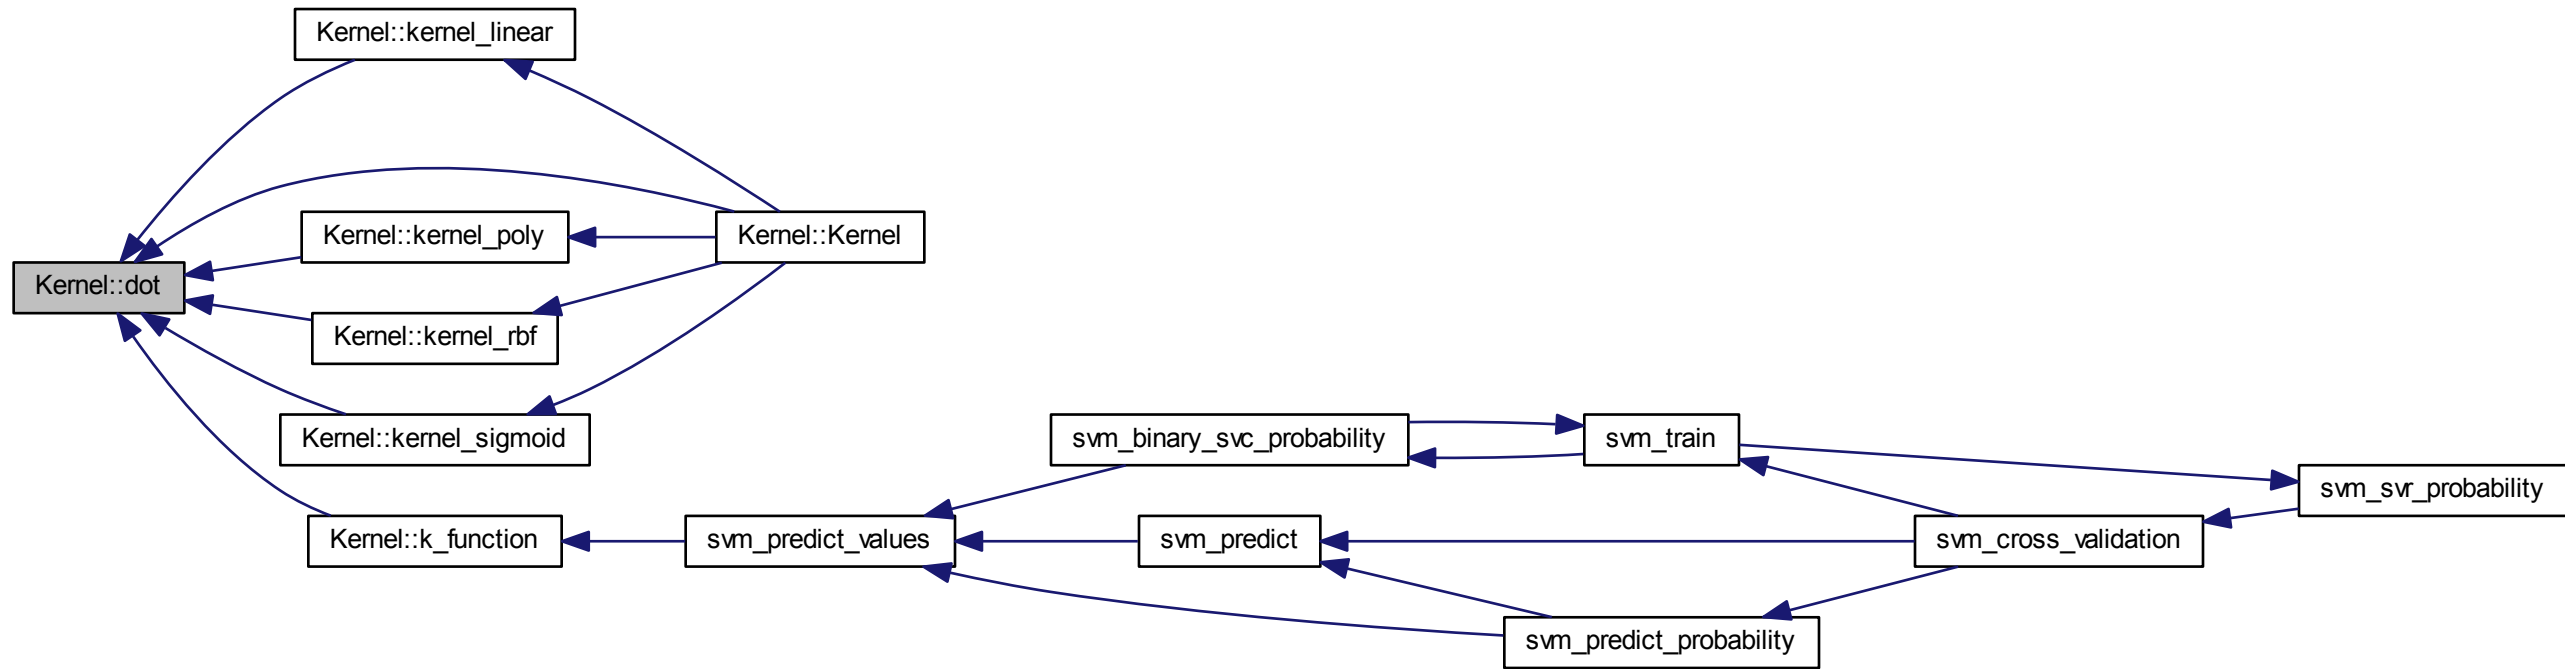 Kernel::kernel_linear
Kernel::kernel_poly
Kernel::Kernel
Kernel::dot
Kernel::kernel_rbf
Kernel::kernel_sigmoid
svm_binary_svc_probability
svm_train
svm_svr_probability
Kernel::k_function
svm_predict_values
svm_predict
svm_cross_validation
svm_predict_probability